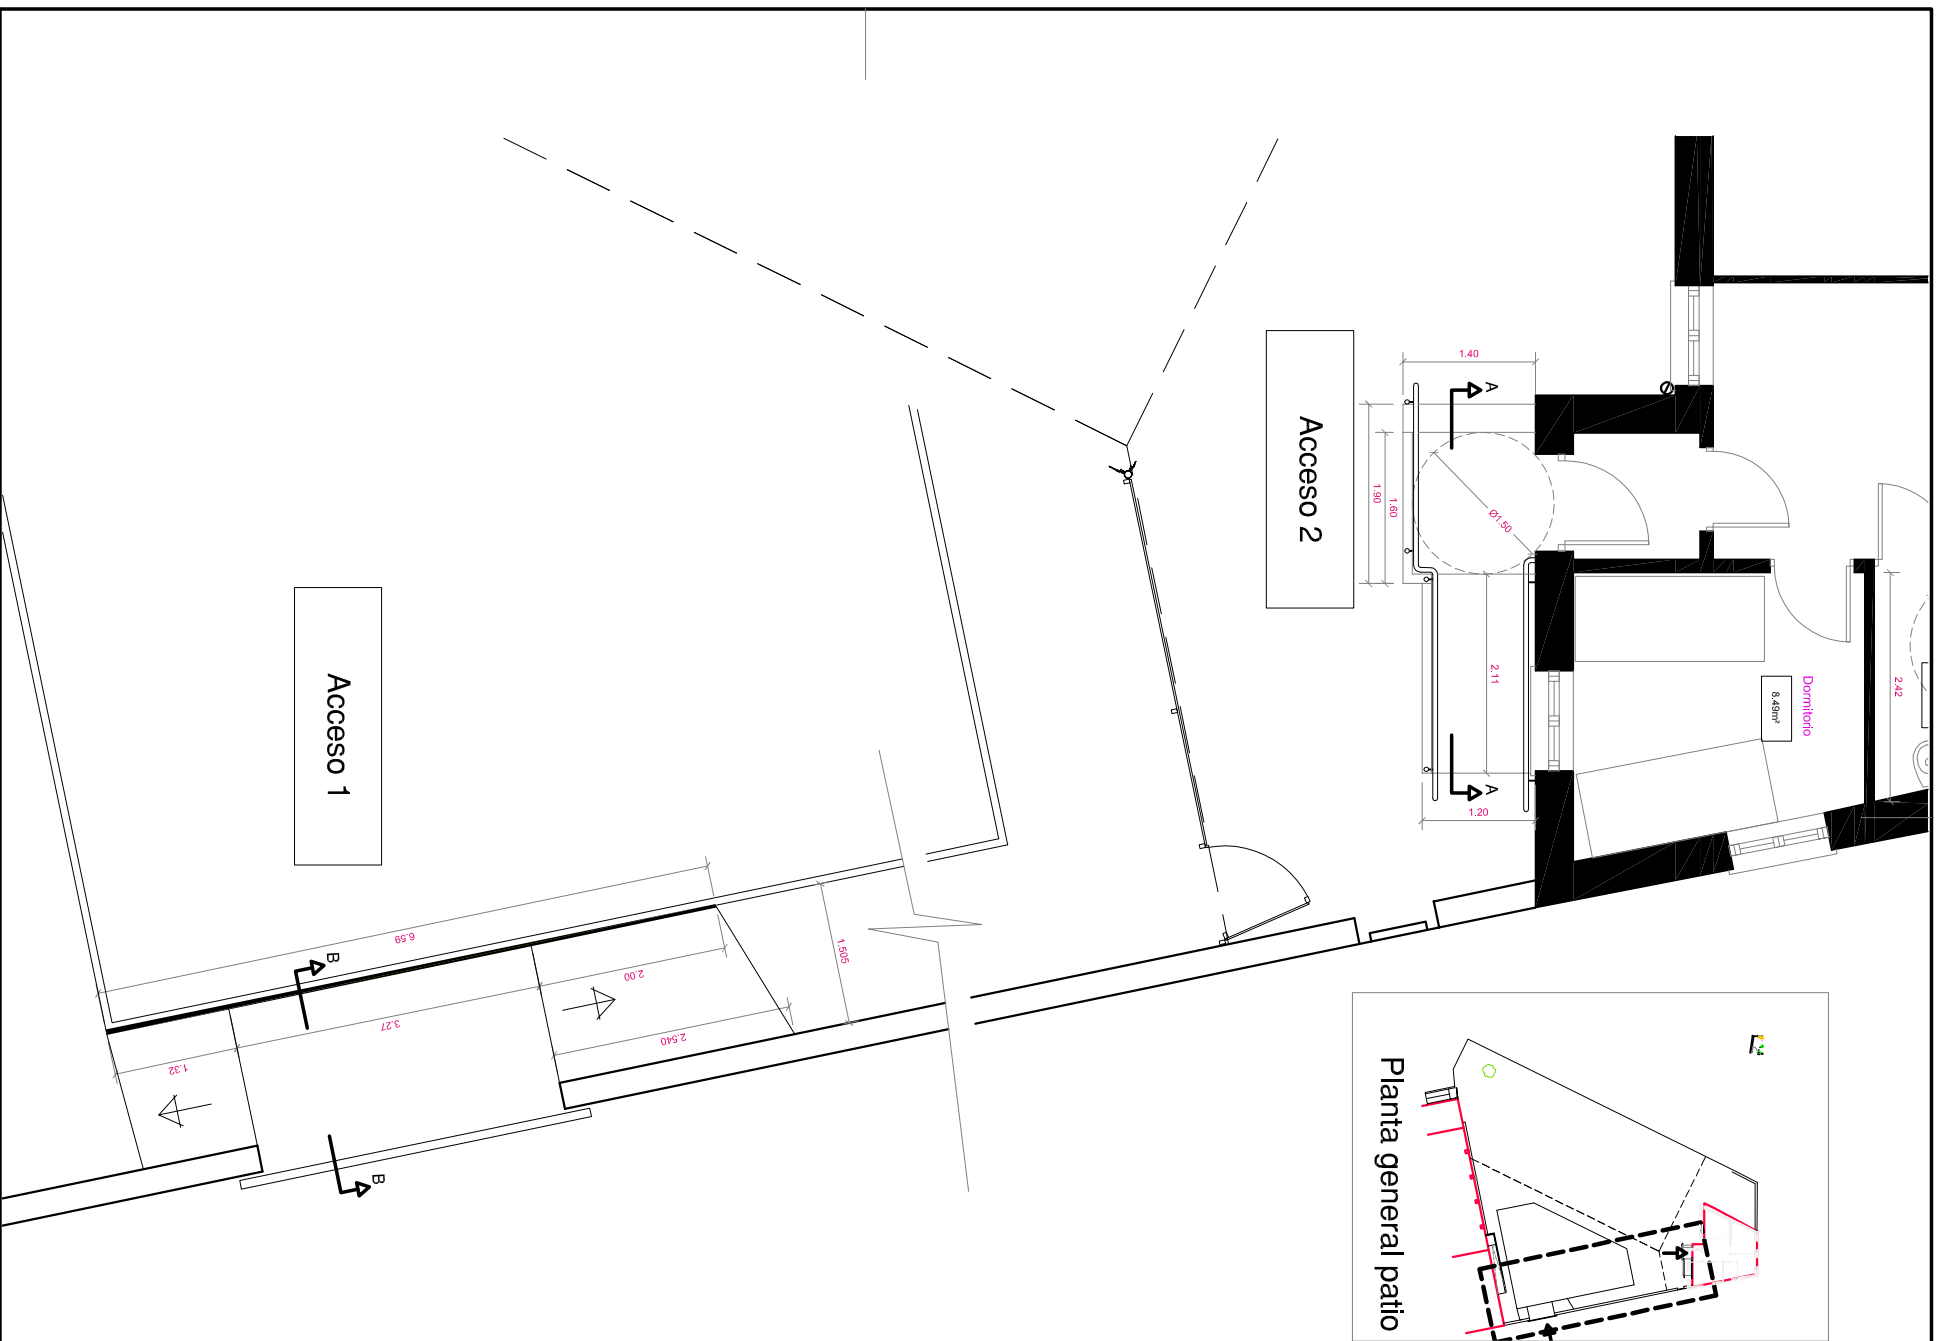 Acceso 1
Acceso 2
Planta general patio
Dormitorio
8.49m²
2.42
1.40
A
1.90
1.60
Ø1.50
2.11
A
1.20
6.59
B
2.00
1.505
3.27
2.540
1.32
B